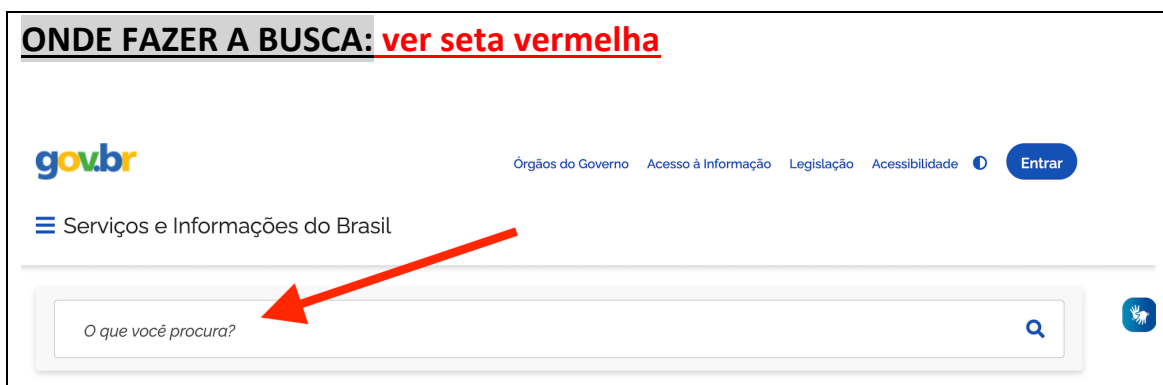 ONDE FAZER A BUSCA: ver seta vermelha
gov.br
Órgãos do Governo Acesso à Informação Legislação Acessibilidade Entrar
Serviços e Informações do Brasil
O que você procura?